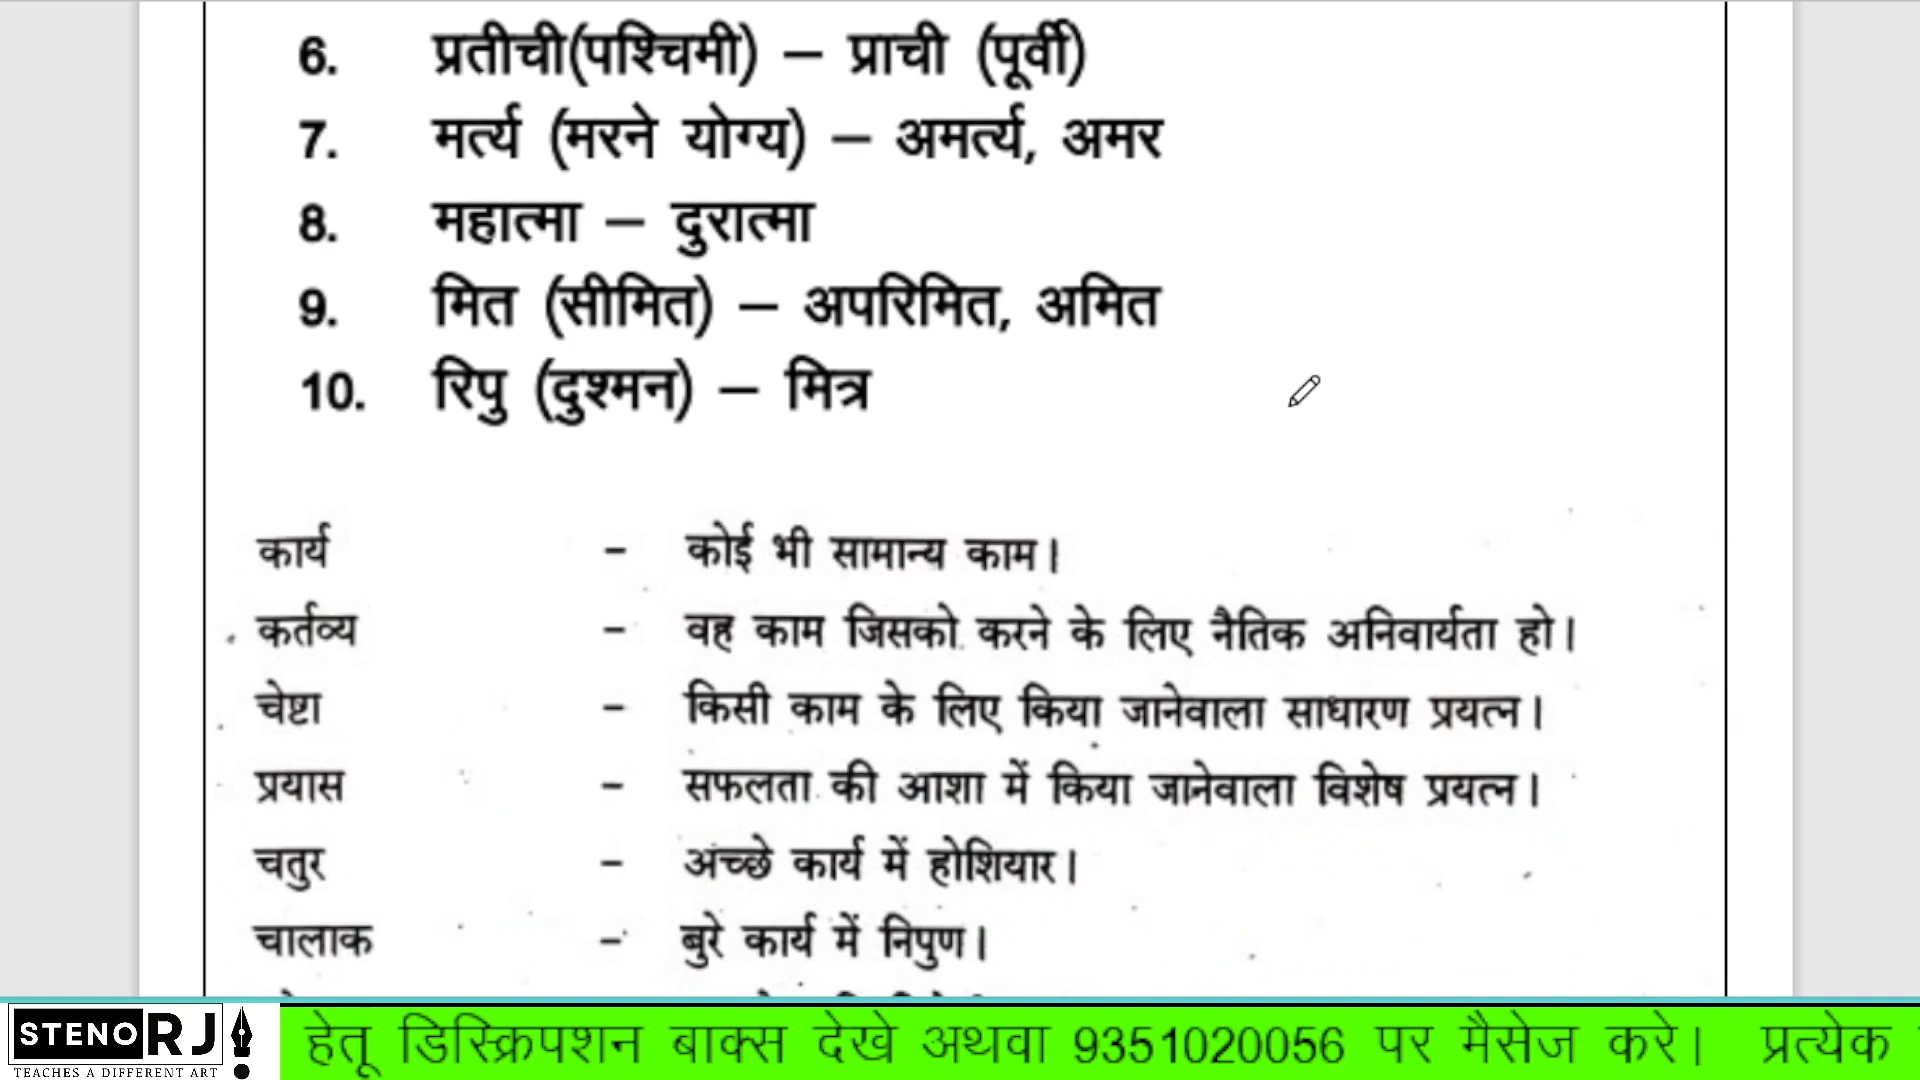 6. प्रतीची(पश्चिमी) – प्राची (पूर्वी)
7. मर्त्य (मरने योग्य) – अमर्त्य, अमर
8. महात्मा – दुरात्मा
9. मित (सीमित) – अपरिमित, अमित
10. रिपु (दुश्मन) – मित्र
कार्य - कोई भी सामान्य काम।
कर्तव्य - वह काम जिसको करने के लिए नैतिक अनिवार्यता हो।
चेष्टा - किसी काम के लिए किया जानेवाला साधारण प्रयत्न।
प्रयास - सफलता की आशा में किया जानेवाला विशेष प्रयत्न।
चतुर - अच्छे कार्य में होशियार।
चालाक - बुरे कार्य में निपुण।
STENO RJ
TEACHES A DIFFERENT ART
हेतू डिस्क्रिपशन बाक्स देखे अथवा 9351020056 पर मैसेज करे। प्रत्येक